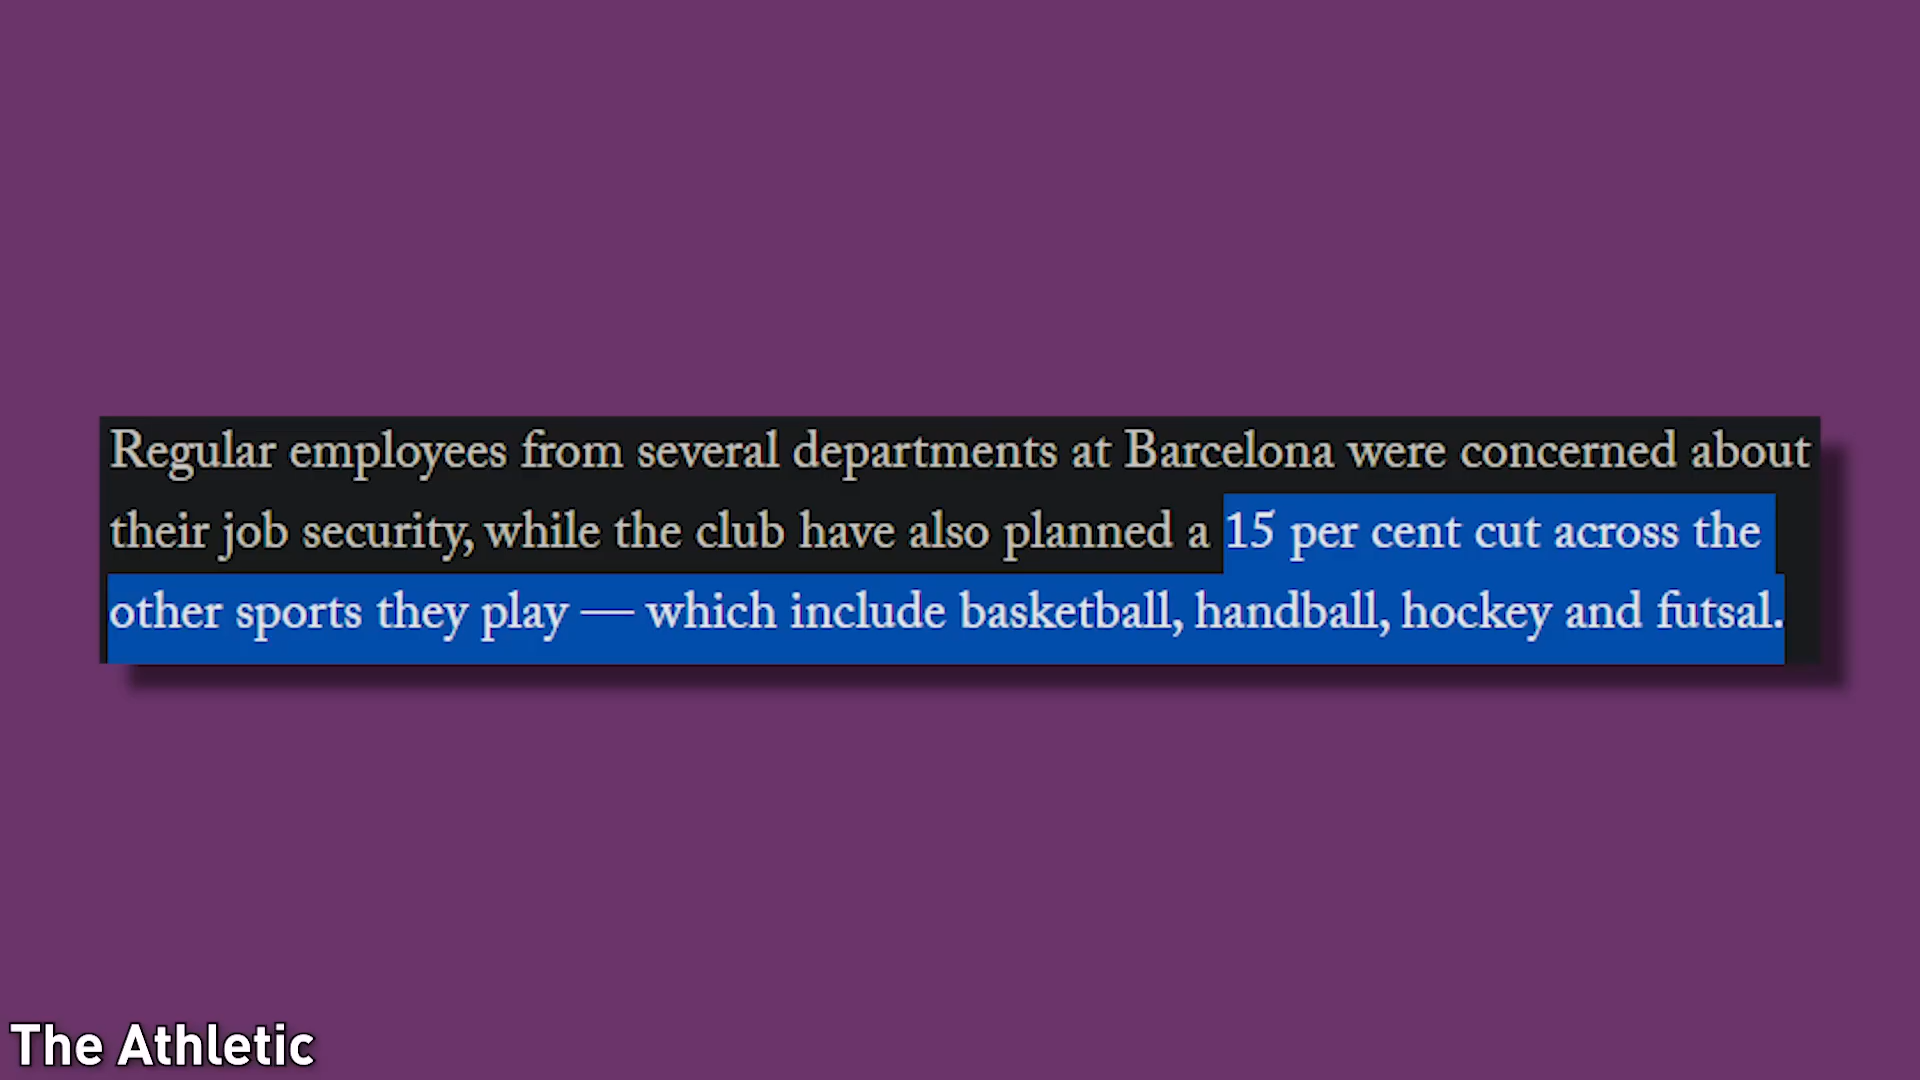 Regular employees from several departments at Barcelona were concerned about
their job security, while the club have also planned a 15 per cent cut across the
other sports they play — which include basketball, handball, hockey and futsal.
The Athletic